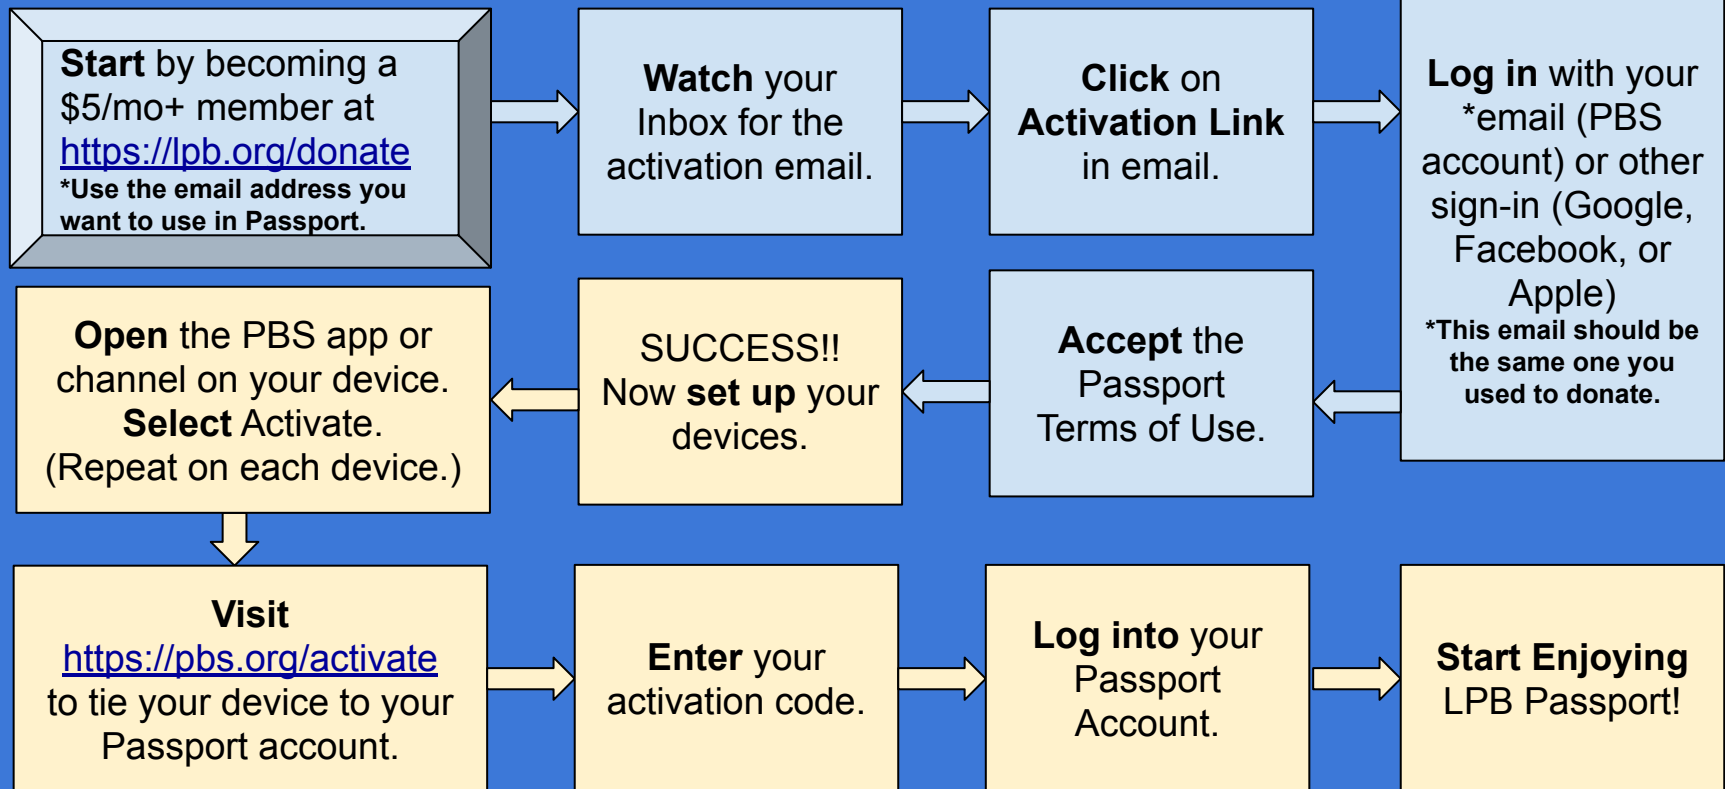 Start by becoming a
$5/mo+ member at
https://lpb.org/donate
*Use the email address you
want to use in Passport.
Watch your
Inbox for the
activation email.
Click on
Activation Link
in email.
Log in with your
*email (PBS
account) or other
sign-in (Google,
Facebook, or
Apple)
*This email should be
the same one you
used to donate.
Accept the
Passport
Terms of Use.
SUCCESS!!
Now set up your
devices.
Open the PBS app or
channel on your device.
Select Activate.
(Repeat on each device.)
Visit
https://pbs.org/activate
to tie your device to your
Passport account.
Enter your
activation code.
Log into your
Passport
Account.
Start Enjoying
LPB Passport!